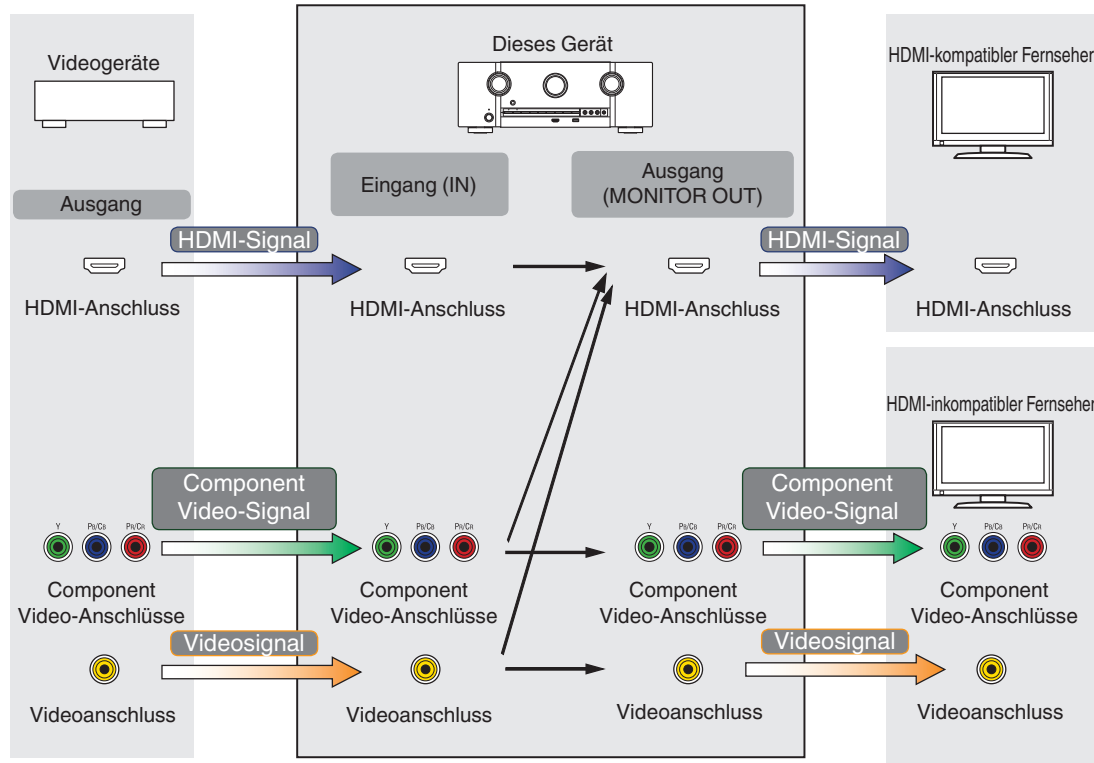 Dieses Gerät
Videogeräte
HDMI-kompatibler Fernseher
Eingang (IN)
Ausgang
(MONITOR OUT)
Ausgang
HDMI-Signal
HDMI-Signal
HDMI-Anschluss
HDMI-Anschluss
HDMI-Anschluss
HDMI-Anschluss
HDMI-inkompatibler Fernseher
Component
Video-Signal
Component
Video-Signal
Y PB/CB PR/CR
Y PB/CB PR/CR
Y PB/CB PR/CR
Y PB/CB PR/CR
Component
Video-Anschlüsse
Component
Video-Anschlüsse
Component
Video-Anschlüsse
Component
Video-Anschlüsse
Videosignal
Videosignal
Videoanschluss
Videoanschluss
Videoanschluss
Videoanschluss